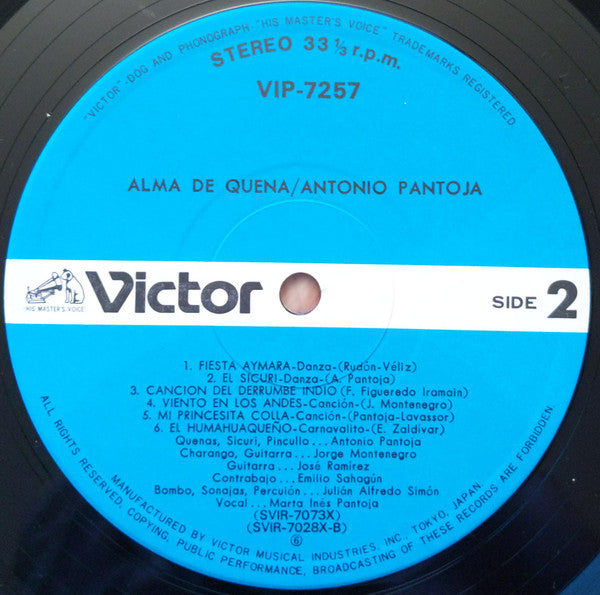 "VICTOR" DOG AND PHONOGRAPH-"HIS MASTER'S VOICE" TRADEMARKS REGISTERED.
STEREO 33 1/3 r.p.m.
VIP-7257
ALMA DE QUENA/ANTONIO PANTOJA
"HIS MASTER'S VOICE"
Victor
SIDE 2
1. FIESTA AYMARA-Danza-(Rudón-Véliz)
2. EL SICURI-Danza-(A. Pantoja)
3. CANCION DEL DERRUMBE INDIO (F. Figueredo Iramain)
4. VIENTO EN LOS ANDES-Canción-(J. Montenegro)
5. MI PRINCESITA COLLA-Canción-(Pantoja-Lavassor)
6. EL HUMAHUAQUEÑO-Carnavalito-(E. Zaldivar)
Quenas, Sicuri, Pincullo...Antonio Pantoja
Charango, Guitarra...Jorge Montenegro
Guitarra...José Ramírez
Contrabajo...Emilio Sahagún
Bombo, Sonajas, Percuión...Julián Alfredo Simón
Vocal...Marta Inés Pantoja
(SVIR-7073X)
(SVIR-7028X-B)
⑥
MANUFACTURED BY VICTOR MUSICAL INDUSTRIES, INC., TOKYO, JAPAN.
ALL RIGHTS RESERVED. COPYING, PUBLIC PERFORMANCE, BROADCASTING OF THESE RECORDS ARE FORBIDDEN.